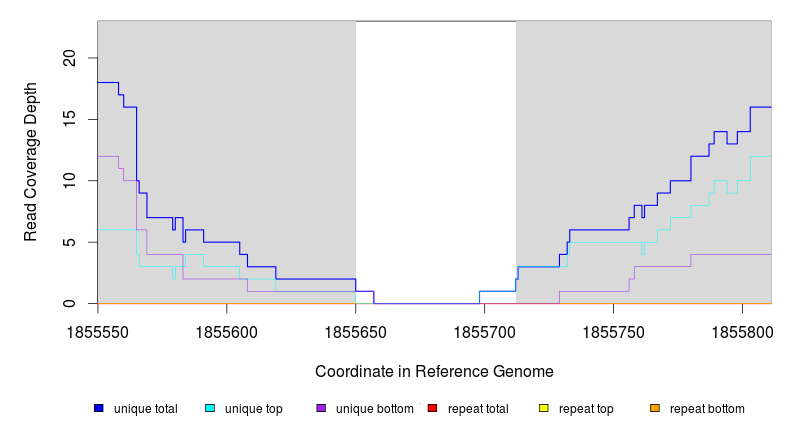 20
15
10
5
0
Read Coverage Depth
1855550 1855600 1855650 1855700 1855750 1855800
Coordinate in Reference Genome
unique total unique top unique bottom repeat total repeat top repeat bottom